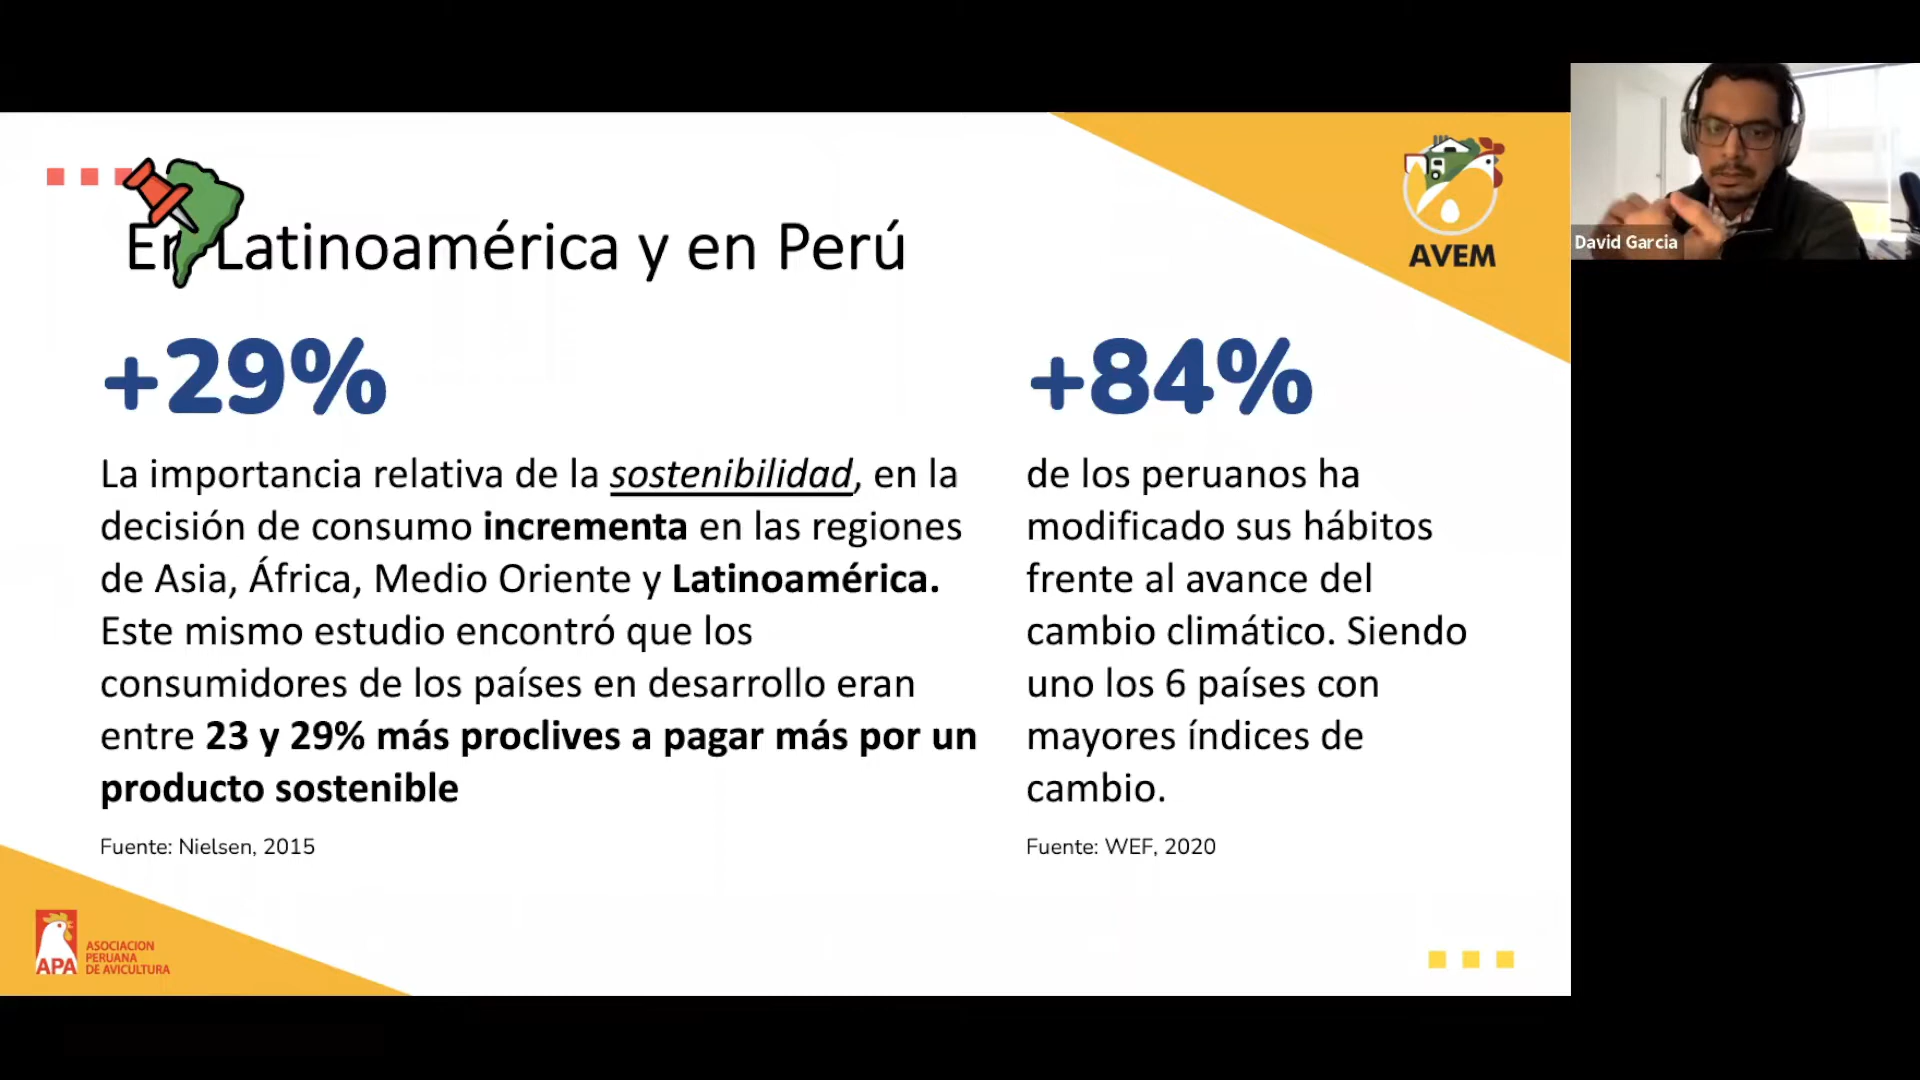 En Latinoamérica y en Perú
+29%
La importancia relativa de la sostenibilidad, en la
decisión de consumo incrementa en las regiones
de Asia, África, Medio Oriente y Latinoamérica.
Este mismo estudio encontró que los
consumidores de los países en desarrollo eran
entre 23 y 29% más proclives a pagar más por un
producto sostenible
Fuente: Nielsen, 2015
+84%
de los peruanos ha
modificado sus hábitos
frente al avance del
cambio climático. Siendo
uno los 6 países con
mayores índices de
cambio.
Fuente: WEF, 2020
AVEM
David Garcia
APA
ASOCIACION
PERUANA
DE AVICULTURA